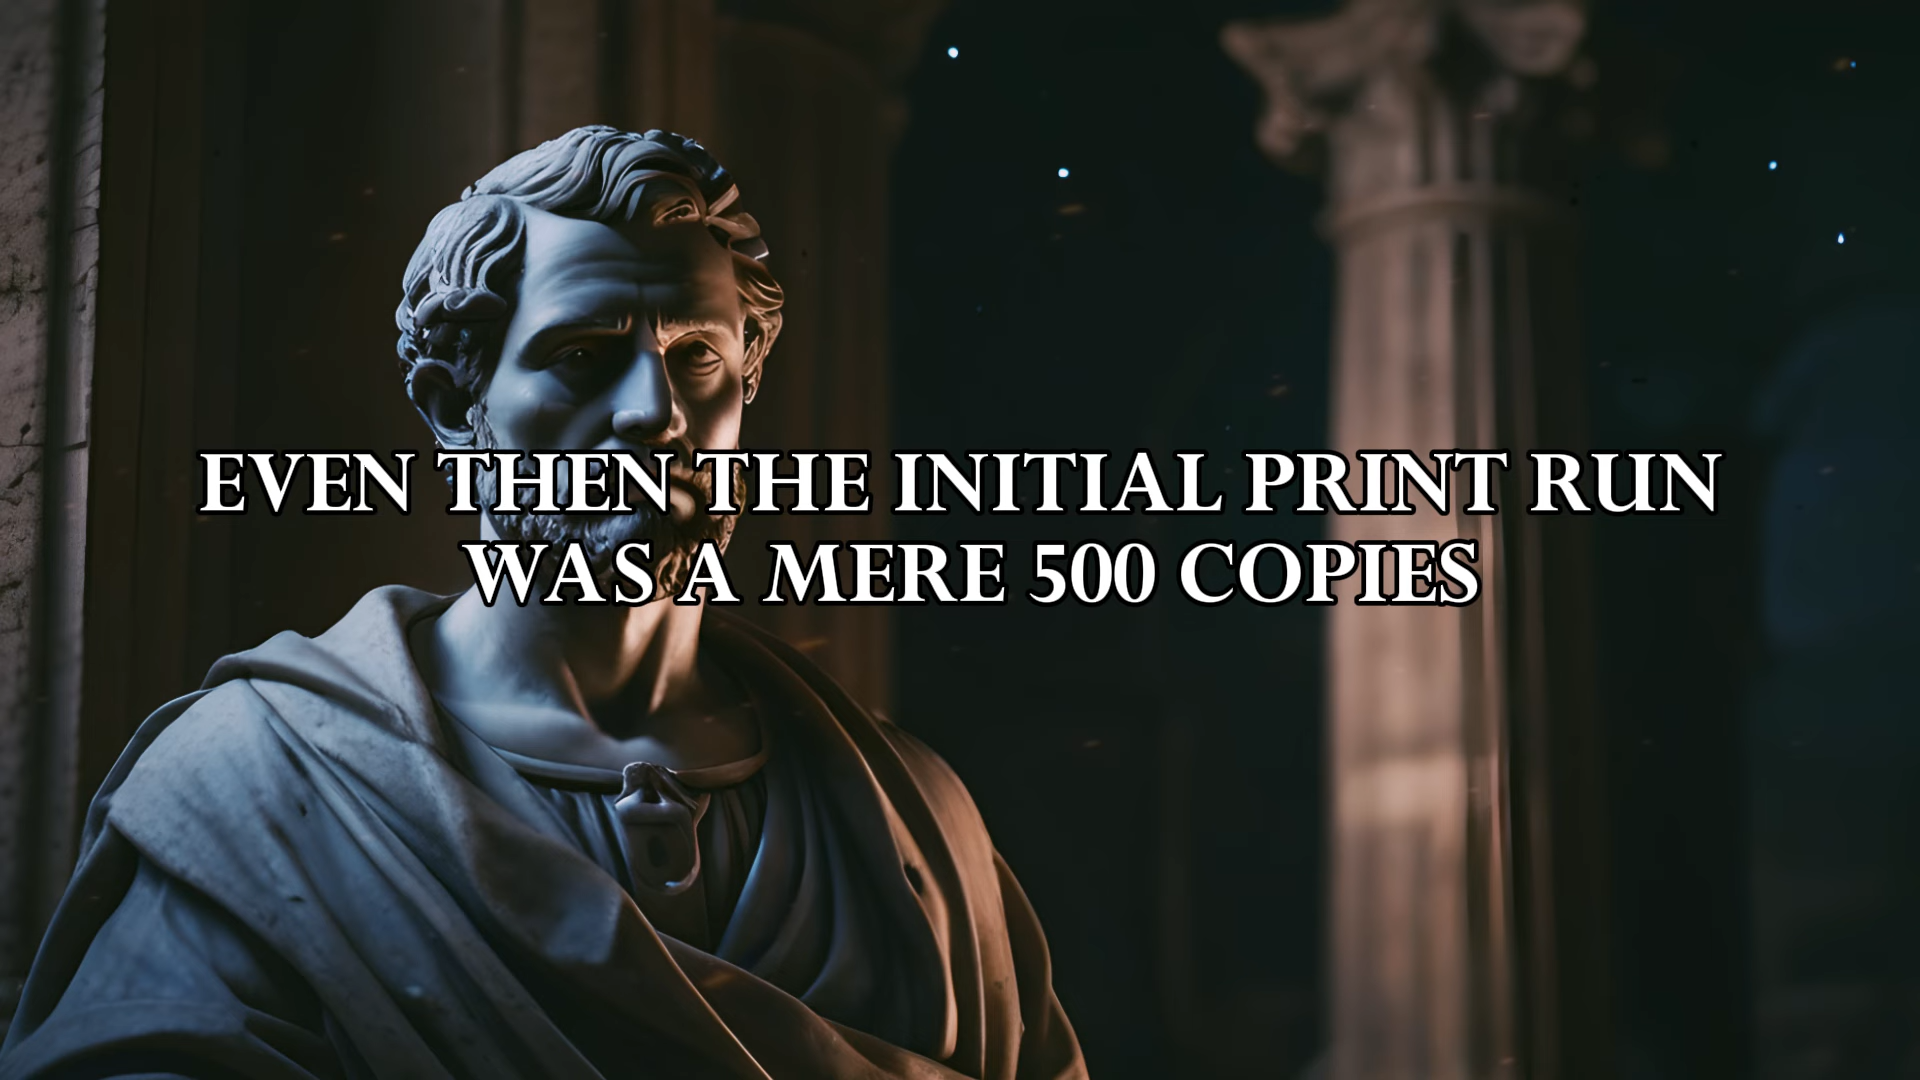 EVEN THEN THE INITIAL PRINT RUN
WAS A MERE 500 COPIES